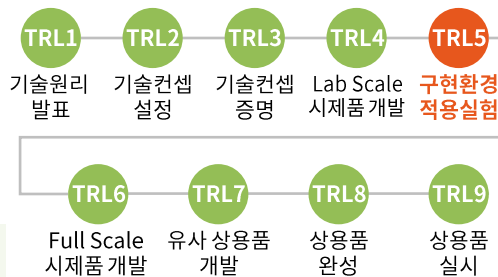 TRL1 TRL2 TRL3 TRL4 TRL5
기술원리 기술컨셉 기술컨셉 Lab Scale 구현환경
발표 설정 증명 시제품 개발 적용실험
TRL6 TRL7 TRL8 TRL9
Full Scale 유사 상용품 상용품 상용품
시제품 개발 개발 완성 실시